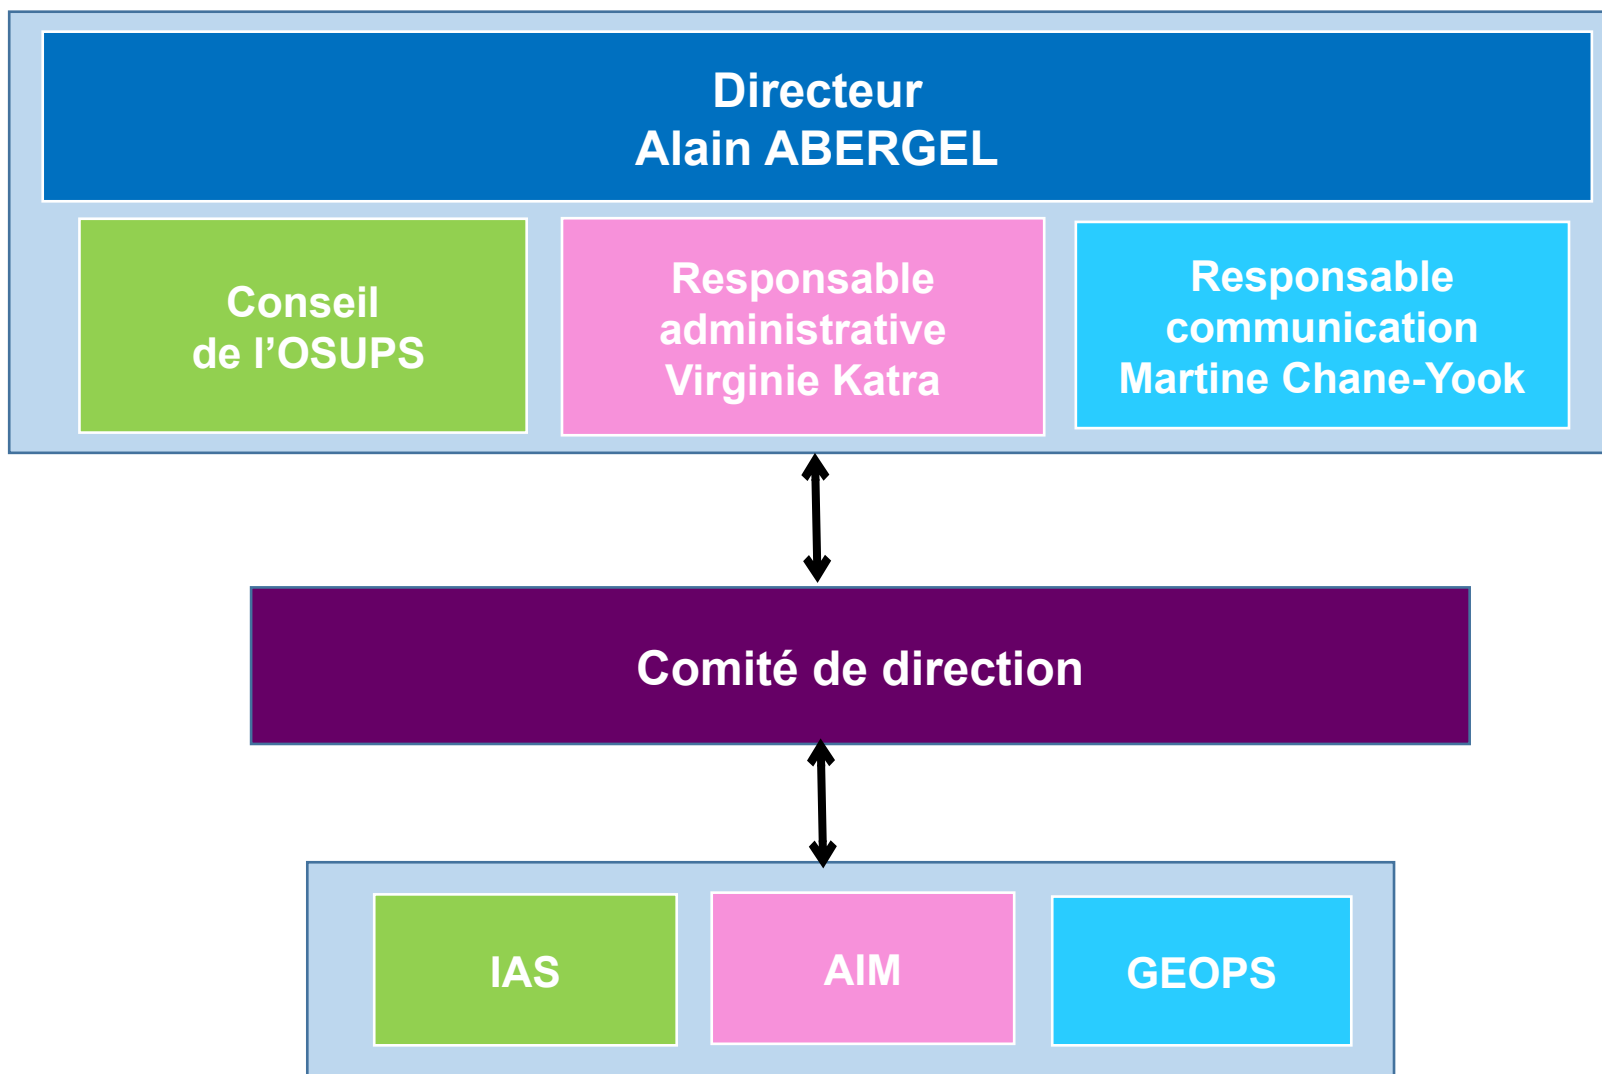 Directeur
Alain ABERGEL
Conseil
de l’OSUPS
Responsable
administrative
Virginie Katra
Responsable
communication
Martine Chane-Yook
Comité de direction
IAS
AIM
GEOPS